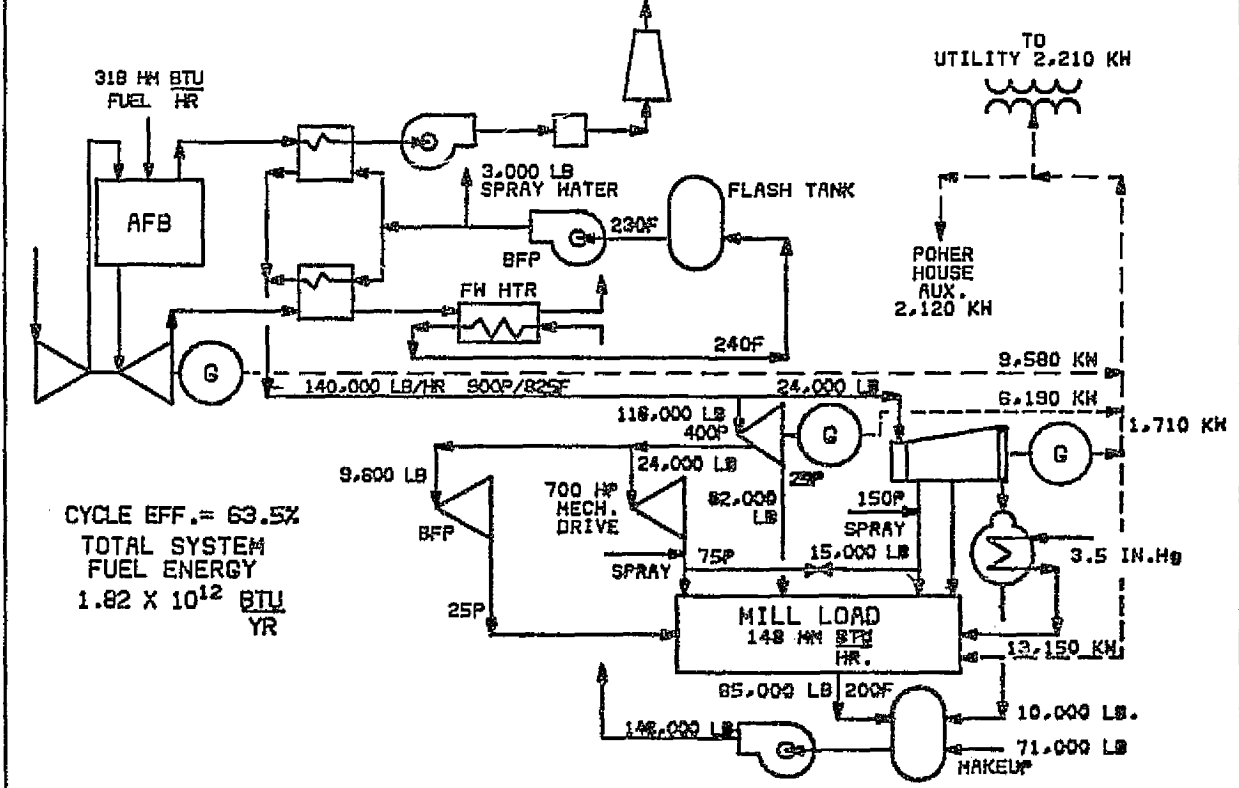 TO
UTILITY 2,210 KW
318 MM BTU
FUEL HR
3,000 LB
SPRAY WATER
FLASH TANK
AFB
230F
BFP
POWER
HOUSE
AUX.
2,120 KW
FW HTR
240F
G
9,580 KW
140,000 LB/HR 900P/825F
24,000 LB
6,190 KW
116,000 LB
400P
G
G
1,710 KW
9,600 LB
24,000 LB
25P
700 HP
MECH.
DRIVE
82,000
LB
150P
SPRAY
BFP
CYCLE EFF.= 63.5%
TOTAL SYSTEM
FUEL ENERGY
1.82 X 10¹² BTU
YR
SPRAY
75P
15,000 LB
3.5 IN.Hg
25P
MILL LOAD
148 MM BTU
HR.
13,150 KW
85,000 LB 200F
10,000 LB.
71,000 LB
MAKEUP